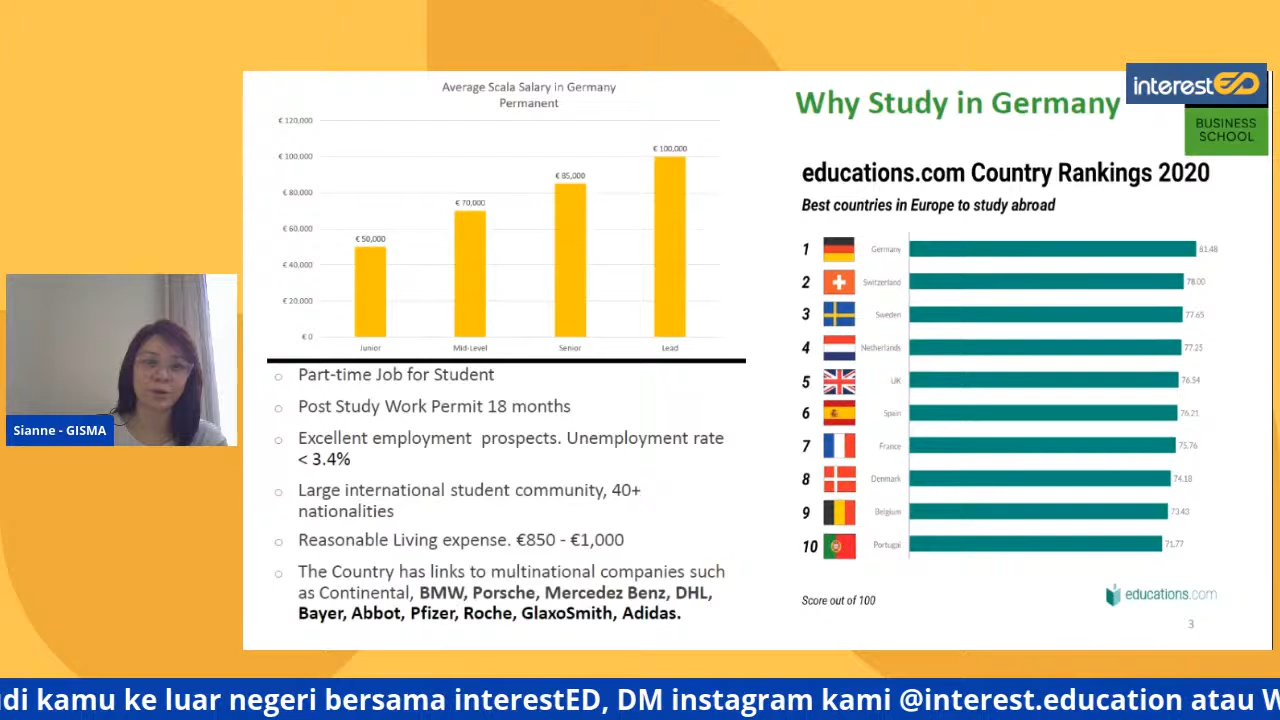 interestED
BUSINESS
SCHOOL
Why Study in Germany
Average Scala Salary in Germany
Permanent
€ 120,000
€ 100,000
€ 80,000
€ 60,000
€ 40,000
€ 20,000
€ 0
€ 50,000
€ 70,000
€ 85,000
€ 100,000
Junior
Mid-Level
Senior
Lead
Part-time Job for Student
Post Study Work Permit 18 months
Excellent employment prospects. Unemployment rate
< 3.4%
Large international student community, 40+
nationalities
Reasonable Living expense. €850 - €1,000
The Country has links to multinational companies such
as Continental, BMW, Porsche, Mercedez Benz, DHL,
Bayer, Abbot, Pfizer, Roche, GlaxoSmith, Adidas.
educations.com Country Rankings 2020
Best countries in Europe to study abroad
1 Germany 81.48
2 Switzerland 78.00
3 Sweden 77.65
4 Netherlands 77.25
5 UK 76.54
6 Spain 76.21
7 France 75.76
8 Denmark 74.18
9 Belgium 73.43
10 Portugal 71.77
Score out of 100
educations.com
3
Sianne - GISMA
udi kamu ke luar negeri bersama interestED, DM instagram kami @interest.education atau W